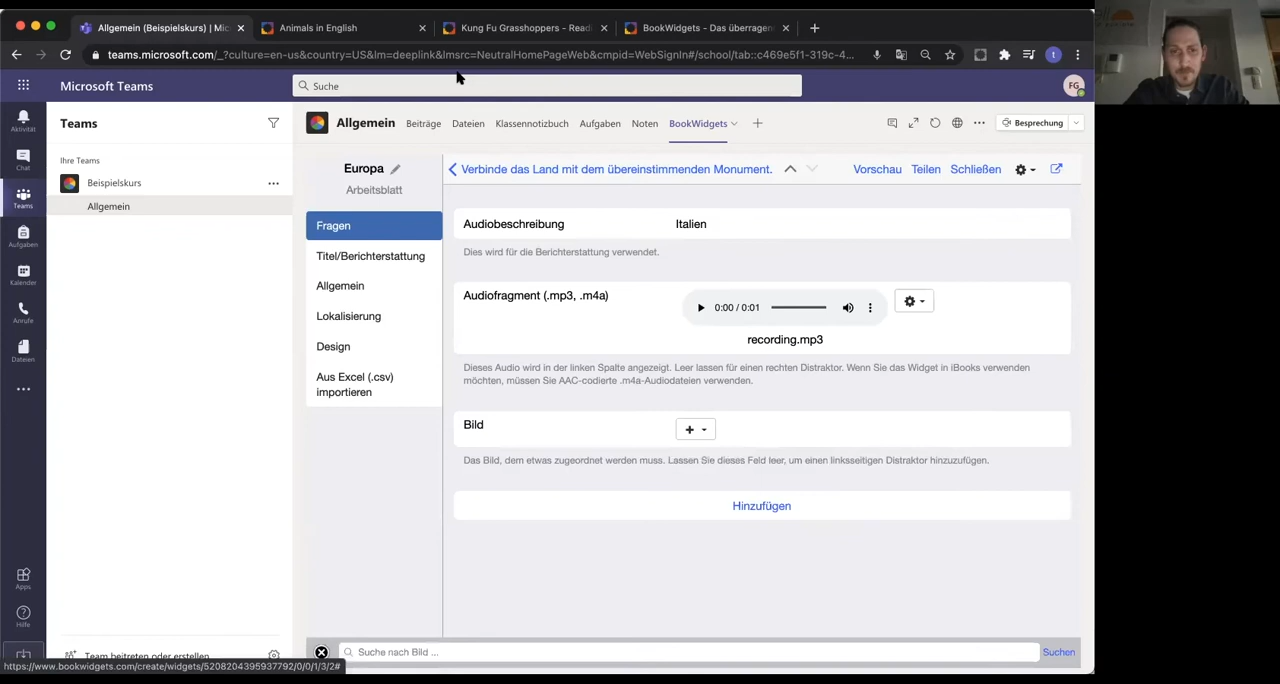 Allgemein (Beispielskurs) | Mic
Animals in English
Kung Fu Grasshoppers - Readi
BookWidgets - Das überragen
teams.microsoft.com/_?culture=en-us&country=US&lm=deeplink&lmsrc=NeutralHomePageWeb&cmpid=WebSignIn#/school/tab::c469e5f1-319c-4...
t
Microsoft Teams
Suche
FG
Aktivität
Chat
Teams
Aufgaben
Kalender
Anrufe
Dateien
Apps
Hilfe
Teams
Ihre Teams
Beispielskurs
Allgemein
Team beitreten oder erstellen
Allgemein
Beiträge
Dateien
Klassennotizbuch
Aufgaben
Noten
BookWidgets
Besprechung
Europa
Arbeitsblatt
Fragen
Titel/Berichterstattung
Allgemein
Lokalisierung
Design
Aus Excel (.csv)
importieren
Verbinde das Land mit dem übereinstimmenden Monument.
Vorschau
Teilen
Schließen
Audiobeschreibung
Italien
Dies wird für die Berichterstattung verwendet.
Audiofragment (.mp3, .m4a)
0:00 / 0:01
recording.mp3
Dieses Audio wird in der linken Spalte angezeigt. Leer lassen für einen rechten Distraktor. Wenn Sie das Widget in iBooks verwenden
möchten, müssen Sie AAC-codierte .m4a-Audiodateien verwenden.
Bild
Das Bild, dem etwas zugeordnet werden muss. Lassen Sie dieses Feld leer, um einen linksseitigen Distraktor hinzuzufügen.
Hinzufügen
Suche nach Bild ...
Suchen
https://www.bookwidgets.com/create/widgets/5208204395937792/0/0/1/3/2#